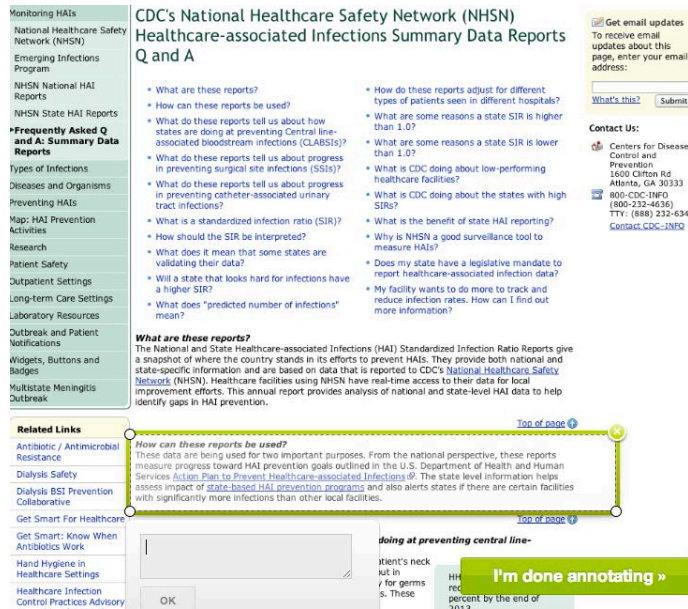 Monitoring HAIs
National Healthcare Safety
Network (NHSN)
Emerging Infections
Program
NHSN National HAI
Reports
NHSN State HAI Reports
Frequently Asked Q
and A: Summary Data
Reports
Types of Infections
Diseases and Organisms
Preventing HAIs
Map: HAI Prevention
Activities
Research
Patient Safety
Outpatient Settings
Long-term Care Settings
Laboratory Resources
Outbreak and Patient
Notifications
Widgets, Buttons and
Badges
Multistate Meningitis
Outbreak
Related Links
Antibiotic / Antimicrobial
Resistance
Dialysis Safety
Dialysis BSI Prevention
Collaborative
Get Smart For Healthcare
Get Smart: Know When
Antibiotics Work
Hand Hygiene in
Healthcare Settings
Healthcare Infection
Control Practices Advisory
CDC's National Healthcare Safety Network (NHSN)
Healthcare-associated Infections Summary Data Reports
Q and A
What are these reports?
How can these reports be used?
What do these reports tell us about how
states are doing at preventing Central line-
associated bloodstream infections (CLABSIs)?
What do these reports tell us about progress
in preventing surgical site infections (SSIs)?
What do these reports tell us about progress
in preventing catheter-associated urinary
tract infections?
What is a standardized infection ratio (SIR)?
How should the SIR be interpreted?
What does it mean that some states are
validating their data?
Will a state that looks hard for infections have
a higher SIR?
What does "predicted number of infections"
mean?
How do these reports adjust for different
types of patients seen in different hospitals?
What are some reasons a state SIR is higher
than 1.0?
What are some reasons a state SIR is lower
than 1.0?
What is CDC doing about low-performing
healthcare facilities?
What is CDC doing about the states with high
SIRs?
What is the benefit of state HAI reporting?
Why is NHSN a good surveillance tool to
measure HAIs?
Does my state have a legislative mandate to
report healthcare-associated infection data?
My facility wants to do more to track and
reduce infection rates. How can I find out
more information?
What are these reports?
The National and State Healthcare-associated Infections (HAI) Standardized Infection Ratio Reports give
a snapshot of where the country stands in its efforts to prevent HAIs. They provide both national and
state-specific information and are based on data that is reported to CDC's National Healthcare Safety
Network (NHSN). Healthcare facilities using NHSN have real-time access to their data for local
improvement efforts. This annual report provides analysis of national and state-level HAI data to help
identify gaps in HAI prevention.
Top of page
How can these reports be used?
These data are being used for two important purposes. From the national perspective, these reports
measure progress toward HAI prevention goals outlined in the U.S. Department of Health and Human
Services Action Plan to Prevent Healthcare-associated Infections. The state level information helps
assess impact of state-based HAI prevention programs and also alerts states if there are certain facilities
with significantly more infections than other local facilities.
Top of page
doing at preventing central line-
atient's neck
out in
y for germs
s. These
OK
HH
rec
percent by the end of
2013
I'm done annotating »
Get email updates
To receive email
updates about this
page, enter your email
address:
What's this?
Submit
Contact Us:
Centers for Disease
Control and
Prevention
1600 Clifton Rd
Atlanta, GA 30333
800-CDC-INFO
(800-232-4636)
TTY: (888) 232-634
Contact CDC-INFO